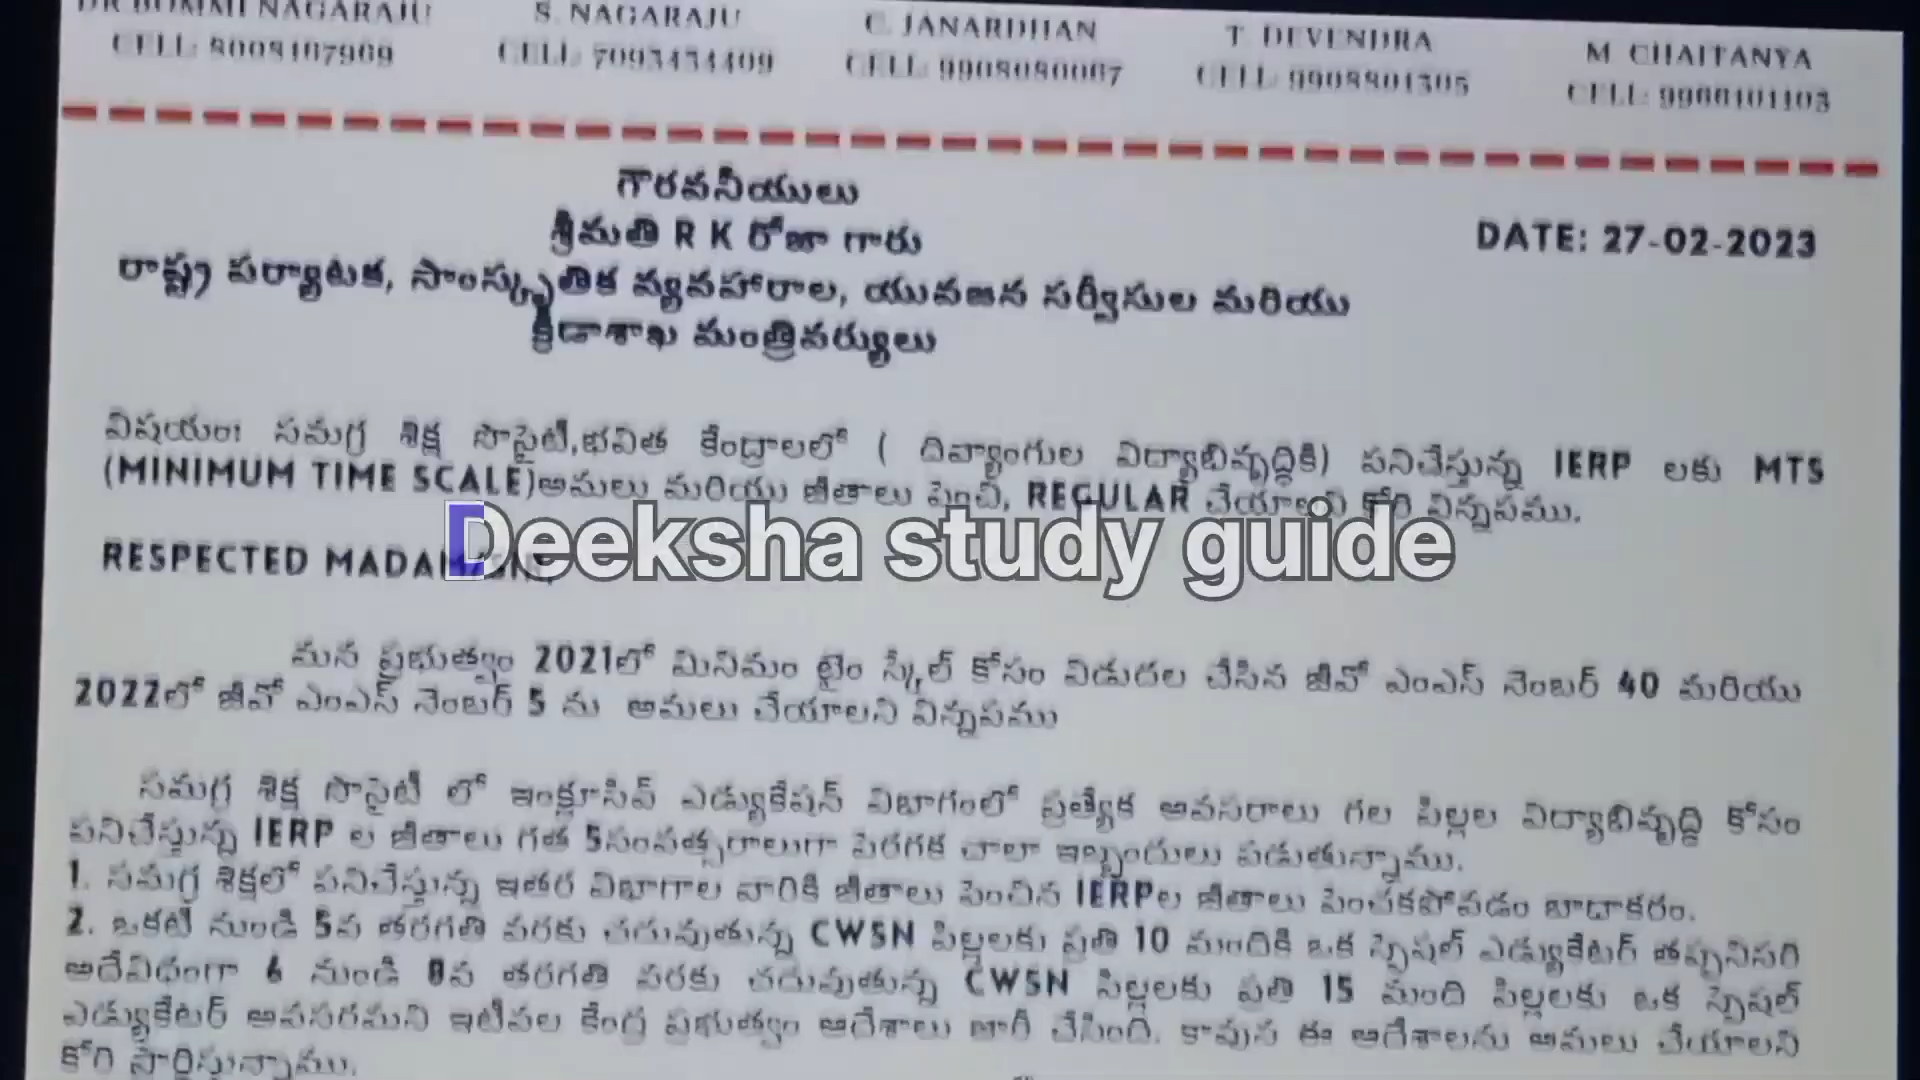 DR BOMMI NAGARAJU S. NAGARAJU C. JANARDHAN T. DEVENDRA M CHAITANYA
CELL: CELL: 7093434409 CELL: 9908080067 CELL: 9908801305 CELL:
గౌరవనీయులు
శ్రీమతి R K రోజా గారు
DATE: 27-02-2023
రాష్ట్ర పర్యాటక, సాంస్కృతిక వ్యవహారాల, యువజన సర్వీసుల మరియు
క్రీడాశాఖ మంత్రివర్యులు
విషయం: సమగ్ర శిక్ష సొసైటీ,భవిత కేంద్రాలలో ( దివ్యాంగుల విద్యాభివృద్ధికి) పనిచేస్తున్న IERP లకు MTS
(MINIMUM TIME SCALE)అమలు మరియు జీతాలు పెంచి, REGULAR చేయాలని కోరి విన్నపము.
Deeksha study guide
RESPECTED MADAM
మన ప్రభుత్వం 2021లో మినిమం టైం స్కేల్ కోసం విడుదల చేసిన జీవో ఎంఎస్ నెంబర్ 40 మరియు
2022లో జీవో ఎంఎస్ నెంబర్ 5 ను అమలు చేయాలని విన్నపము
సమగ్ర శిక్ష సొసైటీ లో ఇంక్లూసివ్ ఎడ్యుకేషన్ విభాగంలో ప్రత్యేక అవసరాలు గల పిల్లల విద్యాభివృద్ధి కోసం
పనిచేస్తున్న IERP ల జీతాలు గత 5సంవత్సరాలుగా పెరగక చాలా ఇబ్బందులు పడుతున్నాము.
1. సమగ్ర శిక్షలో పనిచేస్తున్న ఇతర విభాగాల వారికి జీతాలు పెంచిన IERPల జీతాలు పెంచకపోవడం బాధాకరం.
2. ఒకటి నుండి 5వ తరగతి వరకు చదువుతున్న CWSN పిల్లలకు ప్రతి 10 మందికి ఒక స్పెషల్ ఎడ్యుకేటర్ తప్పనిసరి
అదేవిధంగా 6 నుండి 8వ తరగతి వరకు చదువుతున్న CWSN పిల్లలకు ప్రతి 15 మంది పిల్లలకు ఒక స్పెషల్
ఎడ్యుకేటర్ అవసరమని ఇటీవల కేంద్ర ప్రభుత్వం ఆదేశాలు జారీ చేసింది. కావున ఈ ఆదేశాలను అమలు చేయాలని
కోరి ప్రార్థిస్తున్నాము.